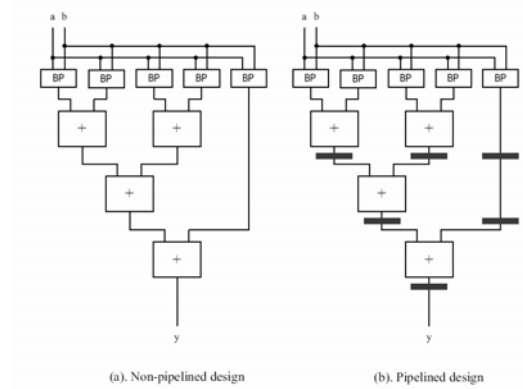 a b a b
BP BP BP BP BP BP BP BP BP BP
+ + + +
+ +
+ +
y y
(a). Non-pipelined design (b). Pipelined design